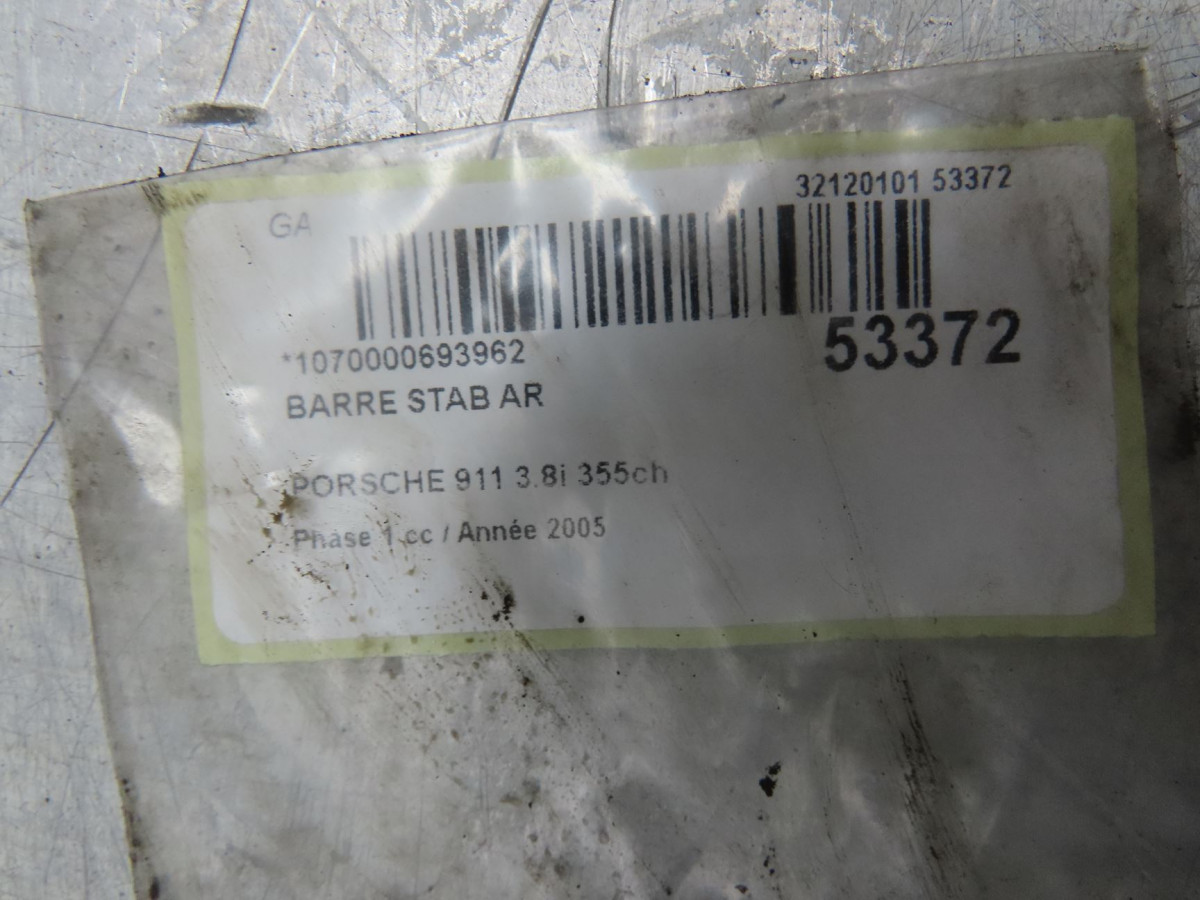 32120101 53372
GA
53372
*1070000693962
BARRE STAB AR
PORSCHE 911 3.8i 355ch
Phase 1 cc / Année 2005